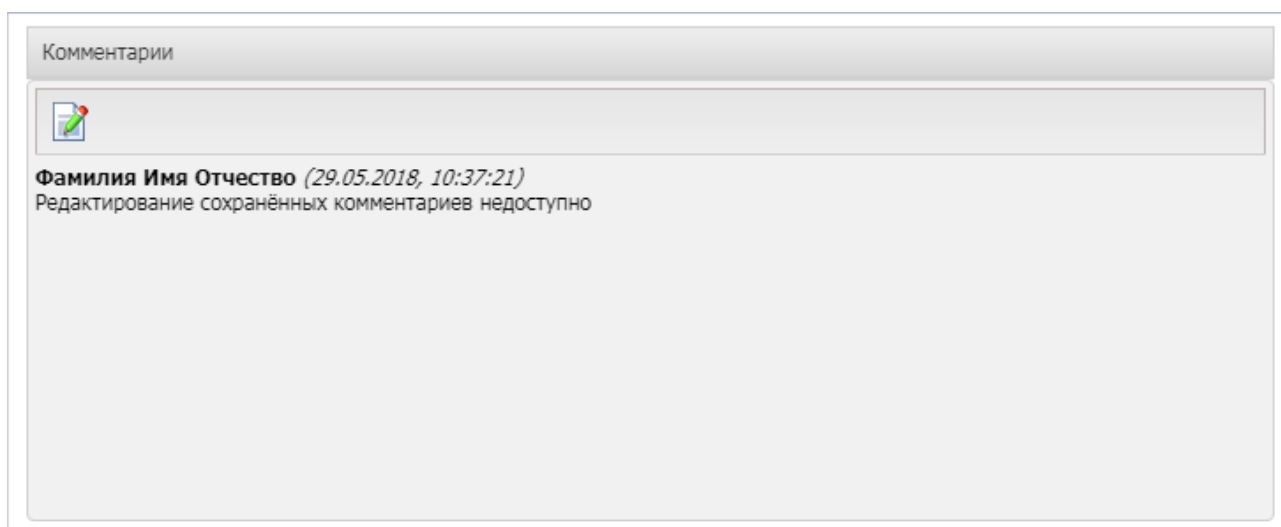 Комментарии
Фамилия Имя Отчество (29.05.2018, 10:37:21)
Редактирование сохранённых комментариев недоступно